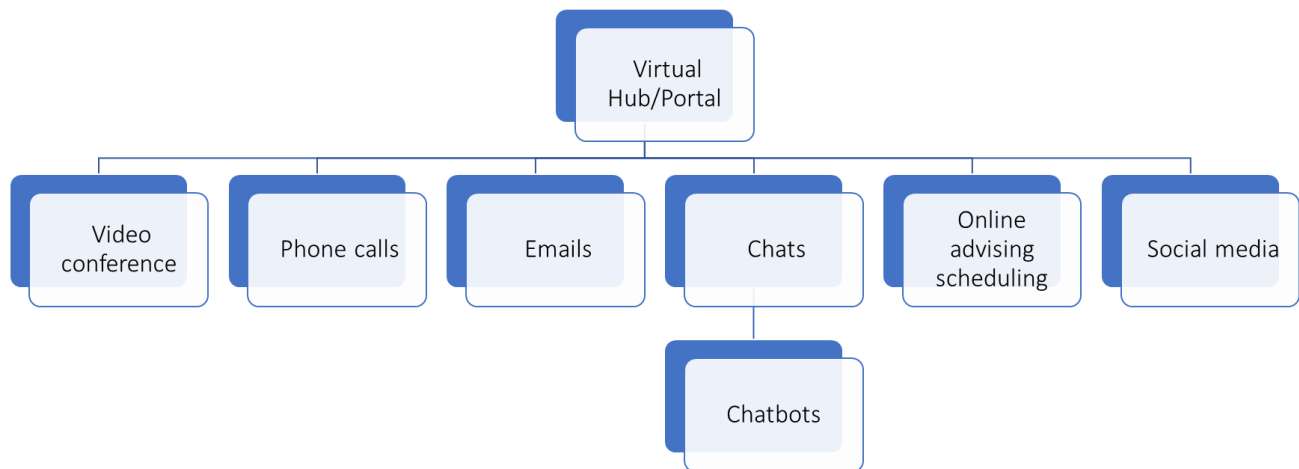 Virtual
Hub/Portal
Video
conference
Phone calls
Emails
Chats
Online
advising
scheduling
Social media
Chatbots